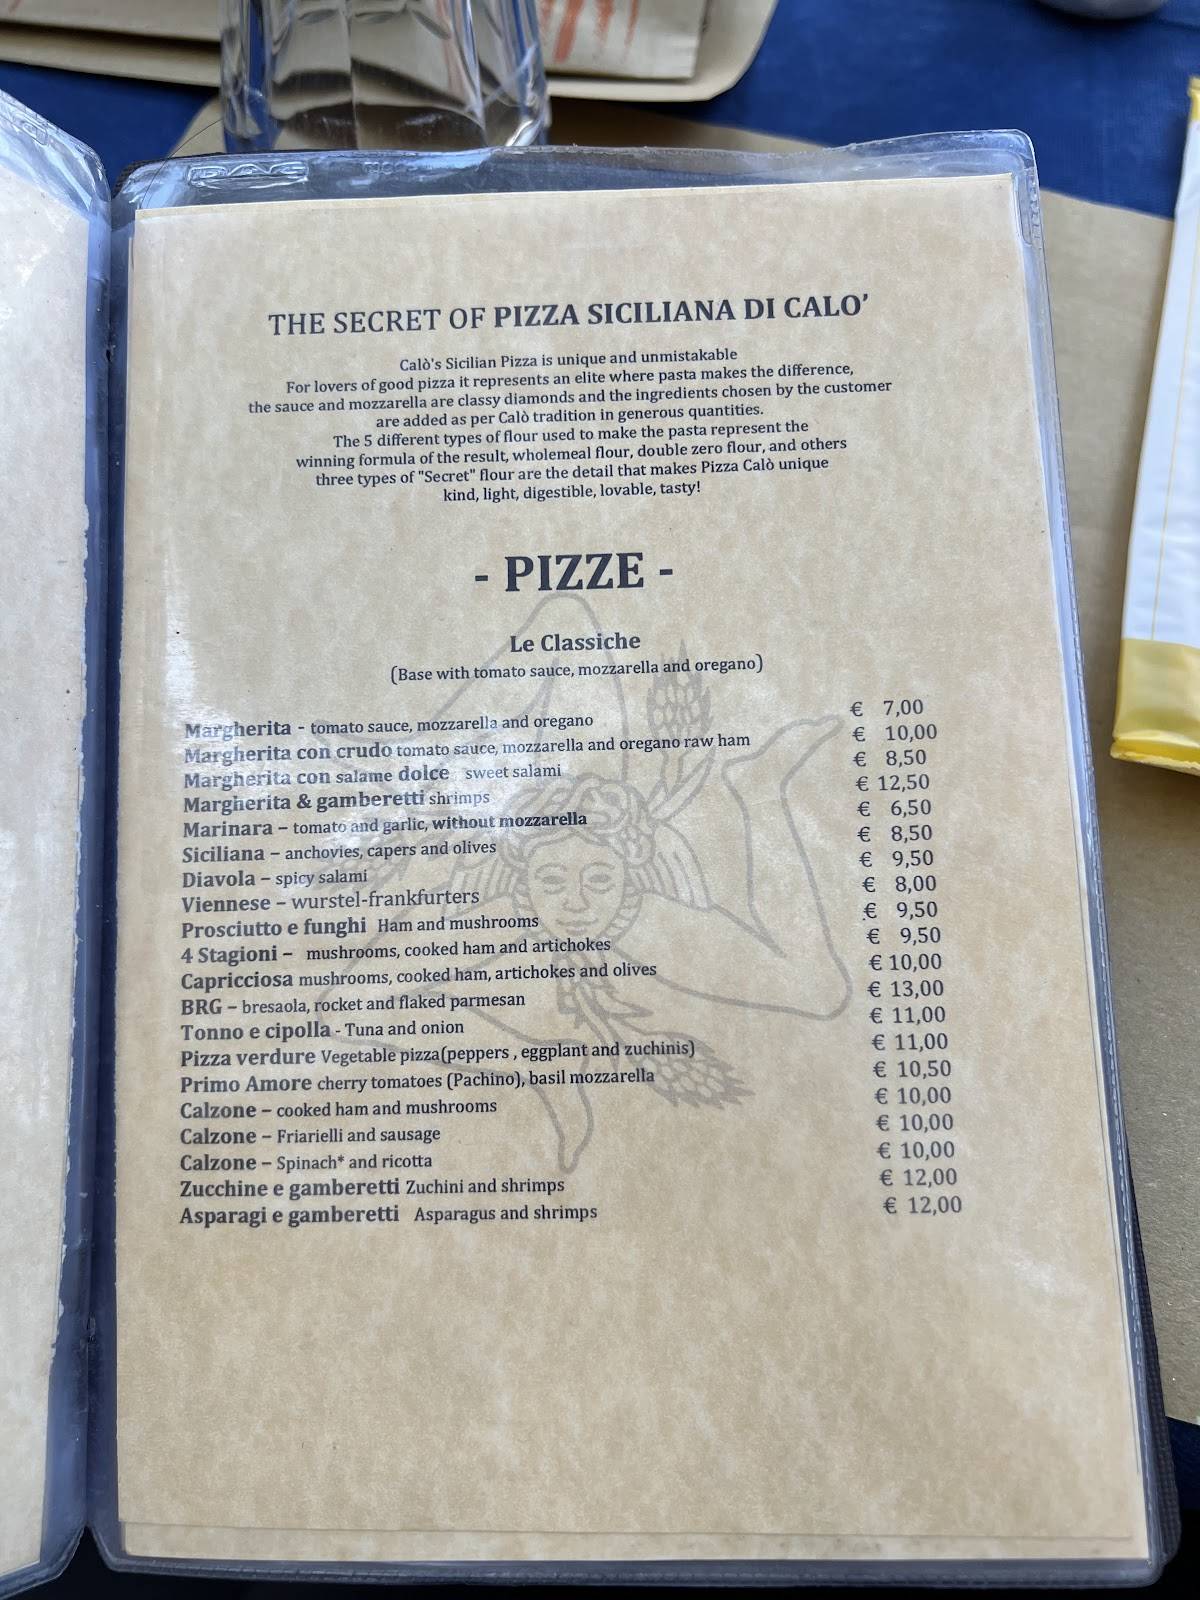 THE SECRET OF PIZZA SICILIANA DI CALO'
Calò's Sicilian Pizza is unique and unmistakable
For lovers of good pizza it represents an elite where pasta makes the difference,
the sauce and mozzarella are classy diamonds and the ingredients chosen by the customer
are added as per Calò tradition in generous quantities.
The 5 different types of flour used to make the pasta represent the
winning formula of the result, wholemeal flour, double zero flour, and others
three types of "Secret" flour are the detail that makes Pizza Calò unique
kind, light, digestible, lovable, tasty!
- PIZZE -
Le Classiche
(Base with tomato sauce, mozzarella and oregano)
Margherita - tomato sauce, mozzarella and oregano € 7,00
Margherita con crudo tomato sauce, mozzarella and oregano raw ham € 10,00
Margherita con salame dolce sweet salami € 8,50
Margherita & gamberetti shrimps € 12,50
Marinara – tomato and garlic, without mozzarella € 6,50
Siciliana – anchovies, capers and olives € 8,50
Diavola – spicy salami € 9,50
Viennese – wurstel-frankfurters € 8,00
Prosciutto e funghi Ham and mushrooms € 9,50
4 Stagioni – mushrooms, cooked ham and artichokes € 9,50
Capricciosa mushrooms, cooked ham, artichokes and olives € 10,00
BRG – bresaola, rocket and flaked parmesan € 13,00
Tonno e cipolla - Tuna and onion € 11,00
Pizza verdure Vegetable pizza(peppers , eggplant and zuchinis) € 11,00
Primo Amore cherry tomatoes (Pachino), basil mozzarella € 10,50
Calzone – cooked ham and mushrooms € 10,00
Calzone – Friarielli and sausage € 10,00
Calzone – Spinach* and ricotta € 10,00
Zucchine e gamberetti Zuchini and shrimps € 12,00
Asparagi e gamberetti Asparagus and shrimps € 12,00